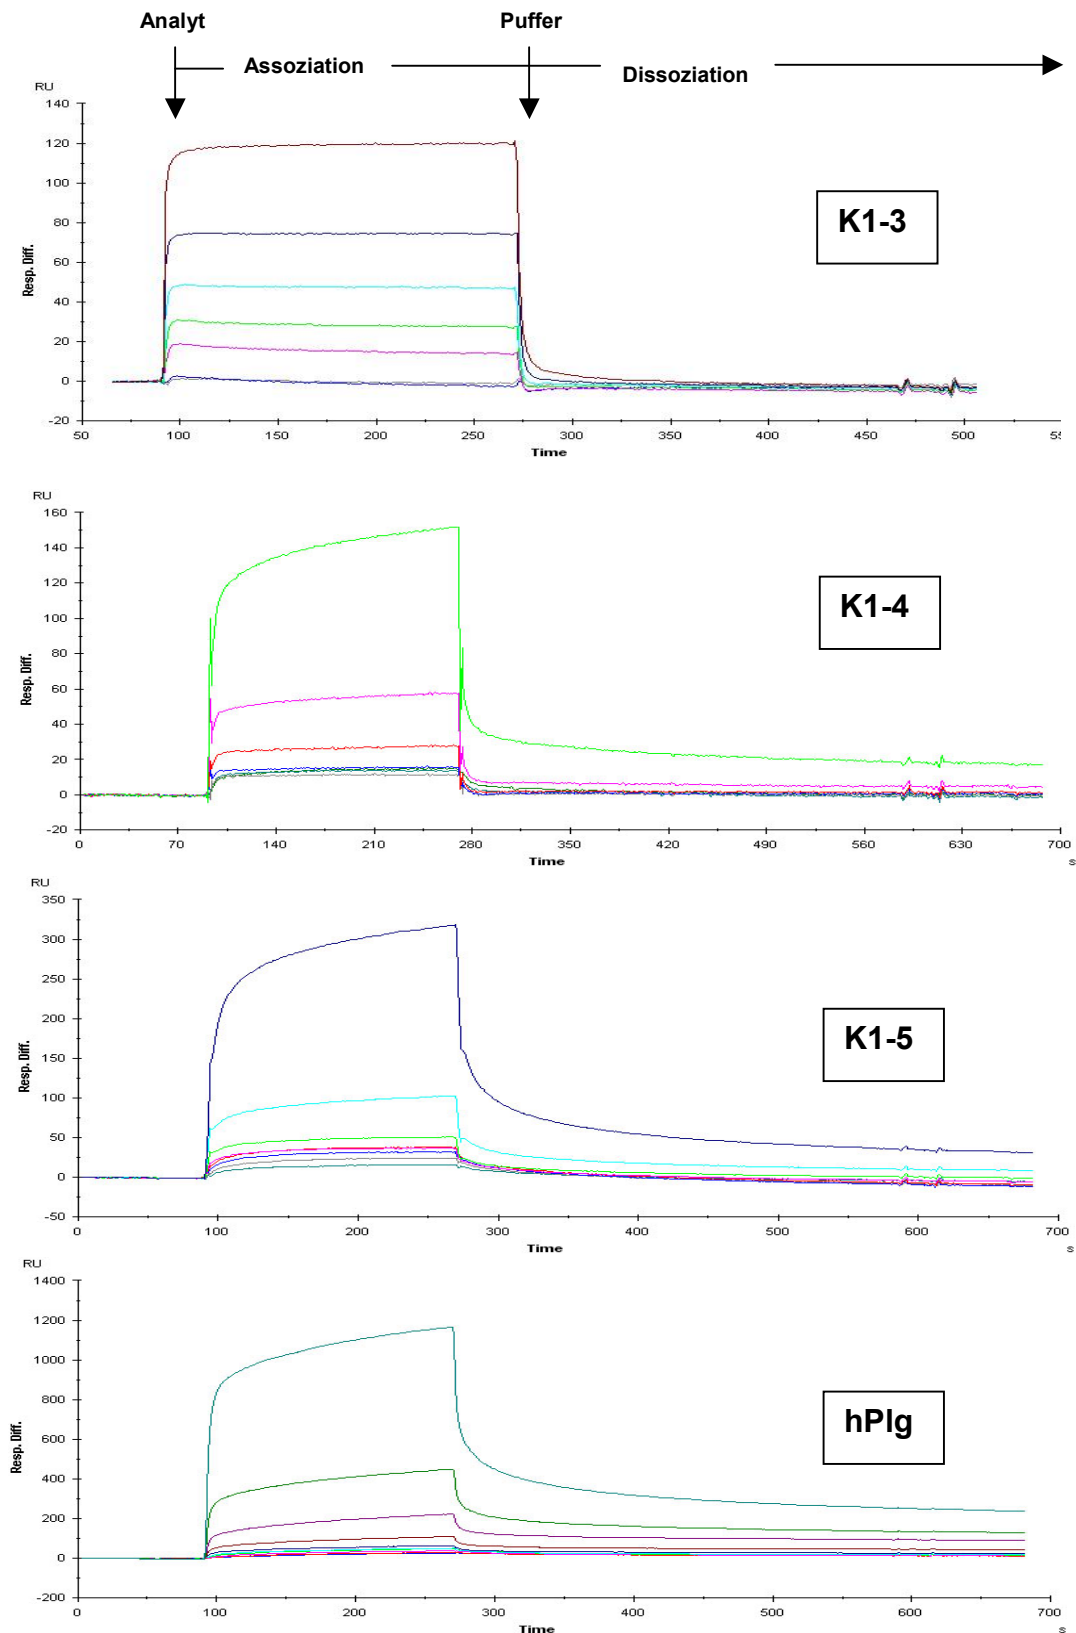 Analyt Puffer
Assoziation Dissoziation
RU
140
120
100
80
60
40
20
0
-20
Resp. Diff.
K1-3
50 100 150 200 250 300 350 400 450 500 55
Time
RU
160
140
120
100
80
60
40
20
0
-20
Resp. Diff.
K1-4
0 70 140 210 280 350 420 490 560 630 700
Time s
RU
350
300
250
200
150
100
50
0
-50
Resp. Diff.
K1-5
0 100 200 300 400 500 600 700
Time s
RU
1400
1200
1000
800
600
400
200
0
-200
Resp. Diff.
hPlg
0 100 200 300 400 500 600 700
Time s